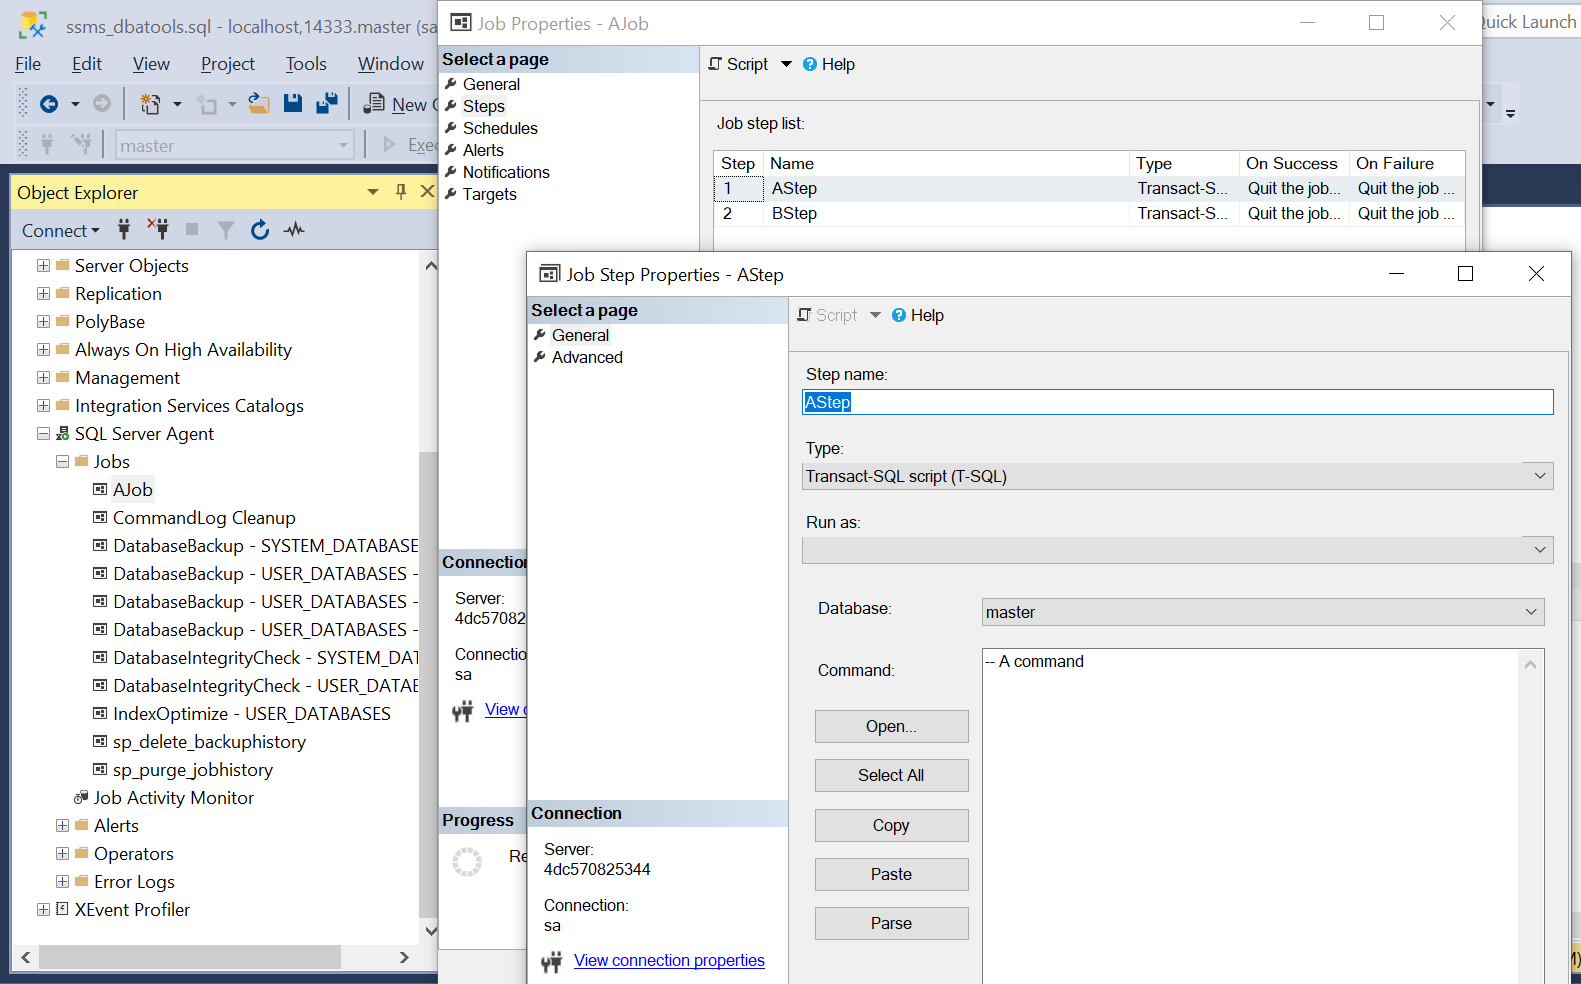 ssms_dbatools.sql - localhost,14333.master (sa
Quick Launch
File Edit View Project Tools Window
New
master
Exec
Object Explorer
Connect
Server Objects
Replication
PolyBase
Always On High Availability
Management
Integration Services Catalogs
SQL Server Agent
Jobs
AJob
CommandLog Cleanup
DatabaseBackup - SYSTEM_DATABASE
DatabaseBackup - USER_DATABASES -
DatabaseBackup - USER_DATABASES -
DatabaseBackup - USER_DATABASES -
DatabaseIntegrityCheck - SYSTEM_DAT
DatabaseIntegrityCheck - USER_DATAB
IndexOptimize - USER_DATABASES
sp_delete_backuphistory
sp_purge_jobhistory
Job Activity Monitor
Alerts
Operators
Error Logs
XEvent Profiler
Job Properties - AJob
Select a page
General
Steps
Schedules
Alerts
Notifications
Targets
Script Help
Job step list:
Step Name Type On Success On Failure
1 AStep Transact-S... Quit the job... Quit the job ...
2 BStep Transact-S... Quit the job... Quit the job ...
Connection
Server:
4dc570825
Connectio
sa
View c
Progress
Re
Job Step Properties - AStep
Select a page
General
Advanced
Script Help
Step name:
AStep
Type:
Transact-SQL script (T-SQL)
Run as:
Database:
master
Command:
-- A command
Open...
Select All
Copy
Paste
Parse
Connection
Server:
4dc570825344
Connection:
sa
View connection properties